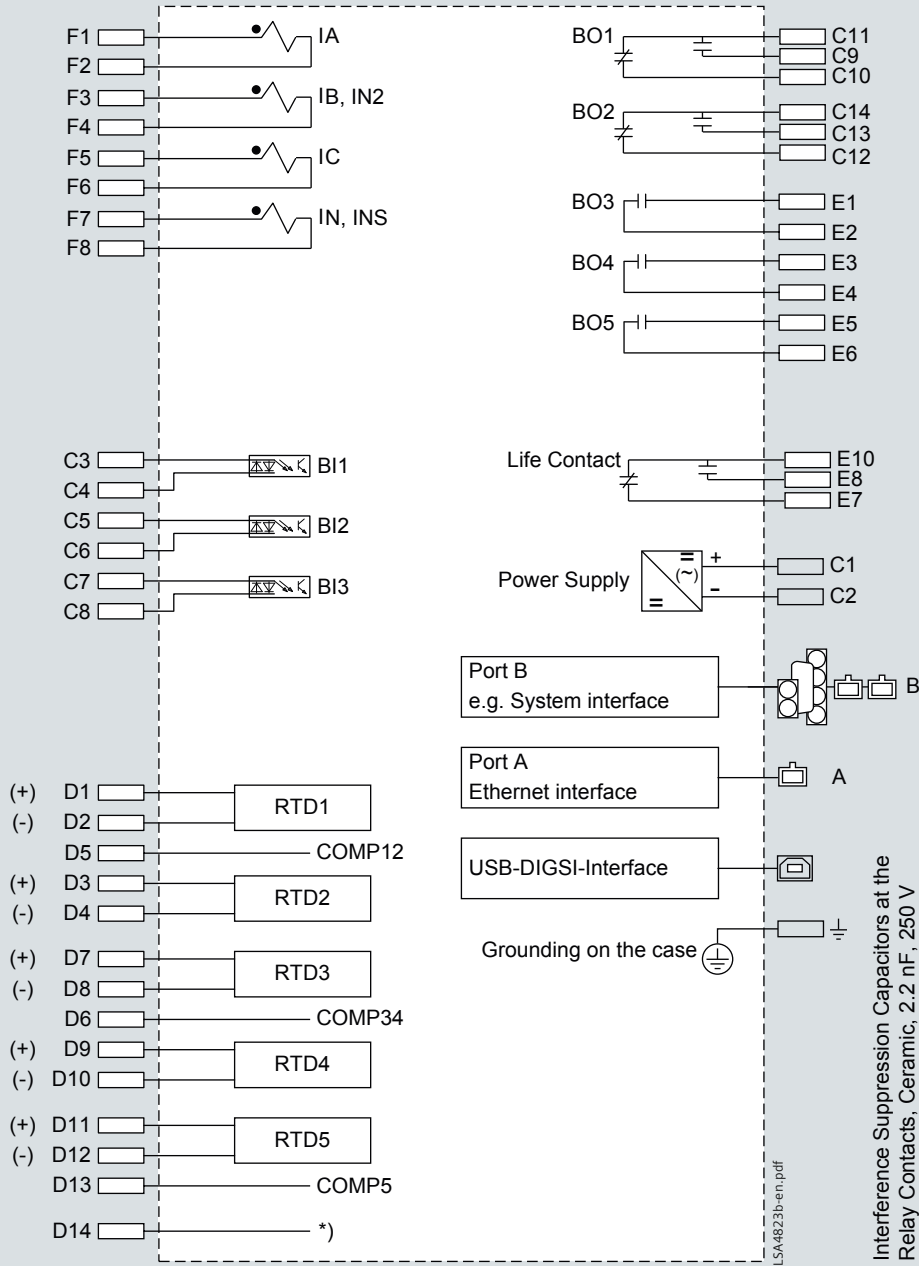 F1
IA
F2
F3
IB, IN2
F4
F5
IC
F6
F7
IN, INS
F8
C3
BI1
C4
C5
BI2
C6
C7
BI3
C8
(+) D1
RTD1
(-) D2
D5
COMP12
(+) D3
RTD2
(-) D4
(+) D7
RTD3
(-) D8
D6
COMP34
(+) D9
RTD4
(-) D10
(+) D11
RTD5
(-) D12
D13
COMP5
D14
*)
BO1
C11
C9
C10
BO2
C14
C13
C12
BO3
E1
E2
BO4
E3
E4
BO5
E5
E6
Life Contact
E10
E8
E7
Power Supply
=
(~)
=
+
-
C1
C2
Port B
e.g. System interface
B
Port A
Ethernet interface
A
USB-DIGSI-Interface
Grounding on the case
Interference Suppression Capacitors at the
Relay Contacts, Ceramic, 2.2 nF, 250 V
LSA4823b-en.pdf